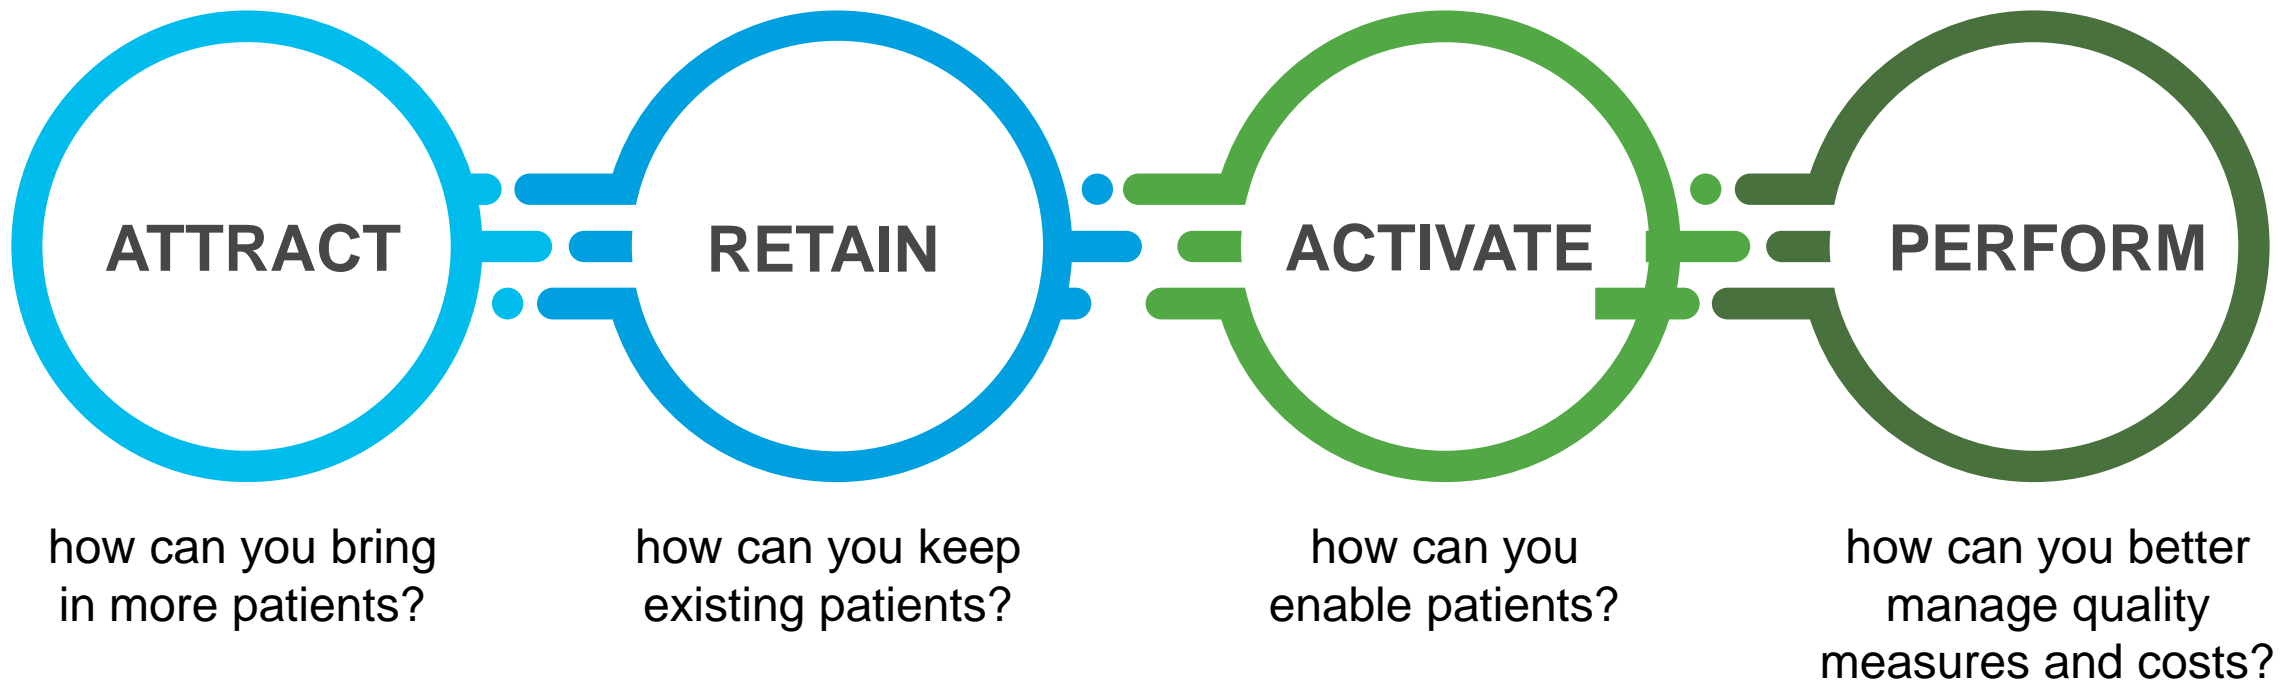 ATTRACT
RETAIN
ACTIVATE
PERFORM
how can you bring
in more patients?
how can you keep
existing patients?
how can you
enable patients?
how can you better
manage quality
measures and costs?